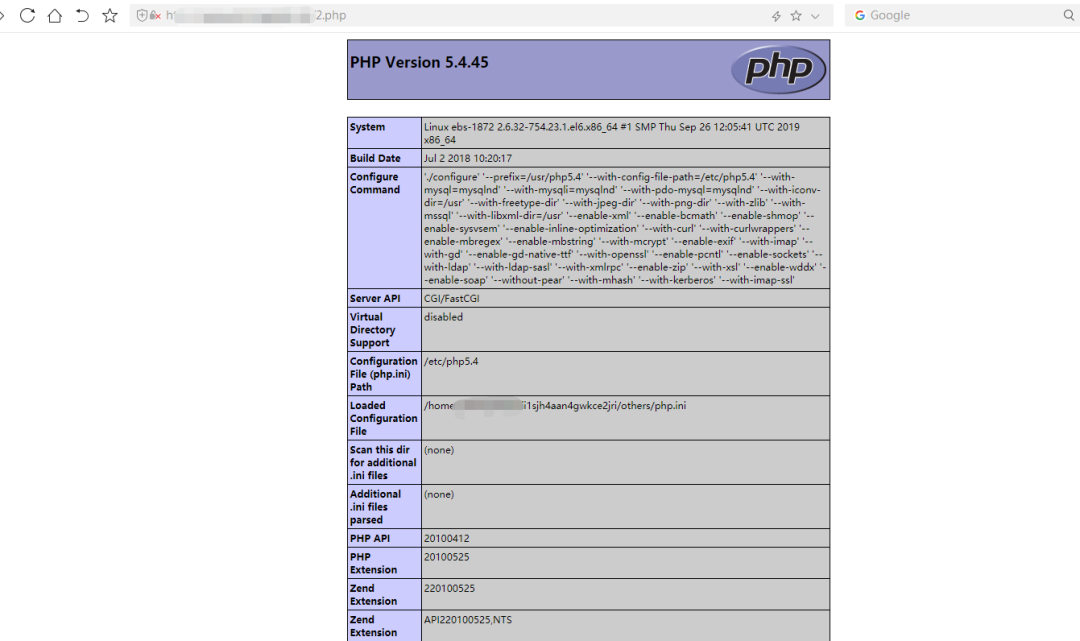 2.php
Google
PHP Version 5.4.45
php
System
Linux ebs-1872 2.6.32-754.23.1.el6.x86_64 #1 SMP Thu Sep 26 12:05:41 UTC 2019
x86_64
Build Date
Jul 2 2018 10:20:17
Configure
Command
'./configure' '--prefix=/usr/php5.4' '--with-config-file-path=/etc/php5.4' '--with-
mysql=mysqlnd' '--with-mysqli=mysqlnd' '--with-pdo-mysql=mysqlnd' '--with-iconv-
dir=/usr' '--with-freetype-dir' '--with-jpeg-dir' '--with-png-dir' '--with-zlib' '--with-
mssql' '--with-libxml-dir=/usr' '--enable-xml' '--enable-bcmath' '--enable-shmop' '--
enable-sysvsem' '--enable-inline-optimization' '--with-curl' '--with-curlwrappers' '--
enable-mbregex' '--enable-mbstring' '--with-mcrypt' '--enable-exif' '--with-imap' '--
with-gd' '--enable-gd-native-ttf' '--with-openssl' '--enable-pcntl' '--enable-sockets' '--
with-ldap' '--with-ldap-sasl' '--with-xmlrpc' '--enable-zip' '--with-xsl' '--enable-wddx' '-
-enable-soap' '--without-pear' '--with-mhash' '--with-kerberos' '--with-imap-ssl'
Server API
CGI/FastCGI
Virtual
Directory
Support
disabled
Configuration
File (php.ini)
Path
/etc/php5.4
Loaded
Configuration
File
/home i1sjh4aan4gwkce2jri/others/php.ini
Scan this dir
for additional
.ini files
(none)
Additional
.ini files
parsed
(none)
PHP API
20100412
PHP
Extension
20100525
Zend
Extension
220100525
Zend
Extension
API220100525,NTS